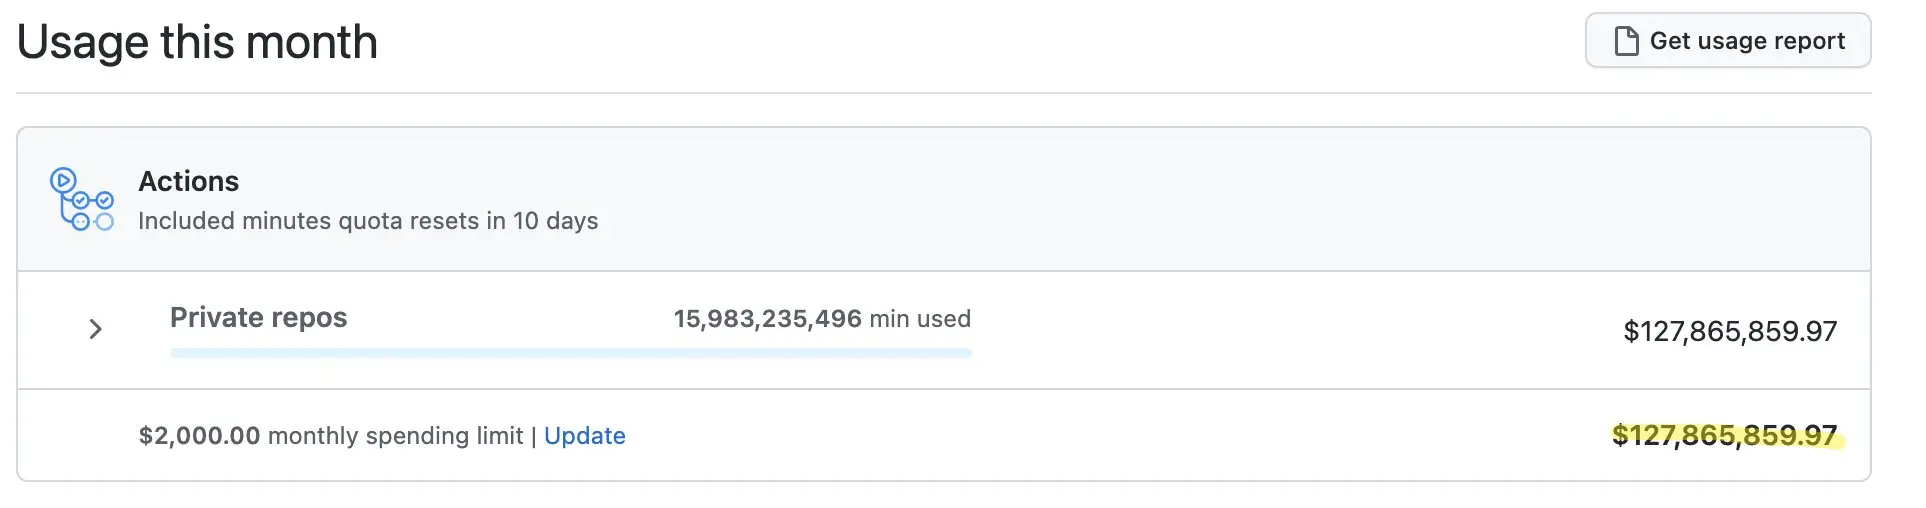 Usage this month
Get usage report
Actions
Included minutes quota resets in 10 days
Private repos
15,983,235,496 min used
$127,865,859.97
$2,000.00 monthly spending limit | Update
$127,865,859.97